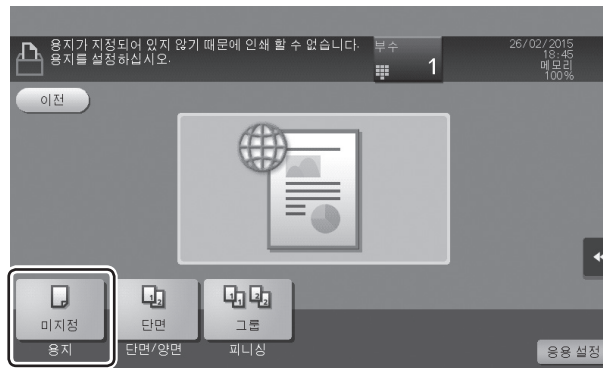 용지가 지정되어 있지 않기 때문에 인쇄 할 수 없습니다.
용지를 설정하십시오.
부수
1
26/02/2015
18:45
메모리
100%
이전
미지정
용지
단면
단면/양면
그룹
피니싱
응용 설정